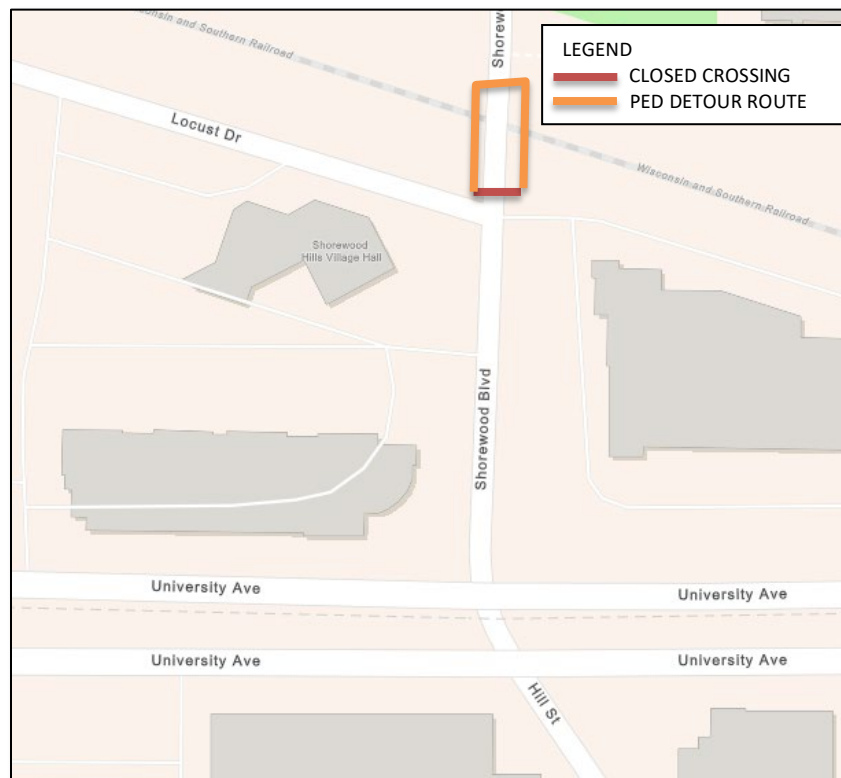 Wisconsin and Southern Railroad
Shorew
LEGEND
CLOSED CROSSING
PED DETOUR ROUTE
Locust Dr
Wisconsin and Southern Railroad
Shorewood
Hills Village Hall
Shorewood Blvd
University Ave
University Ave
University Ave
University Ave
Hill St